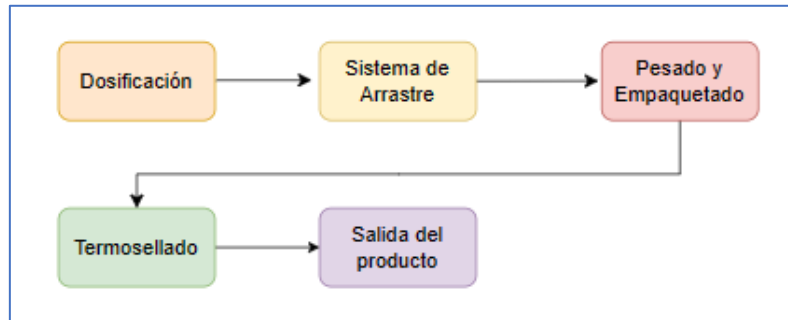 Dosificación
Sistema de
Arrastre
Pesado y
Empaquetado
Termosellado
Salida del
producto